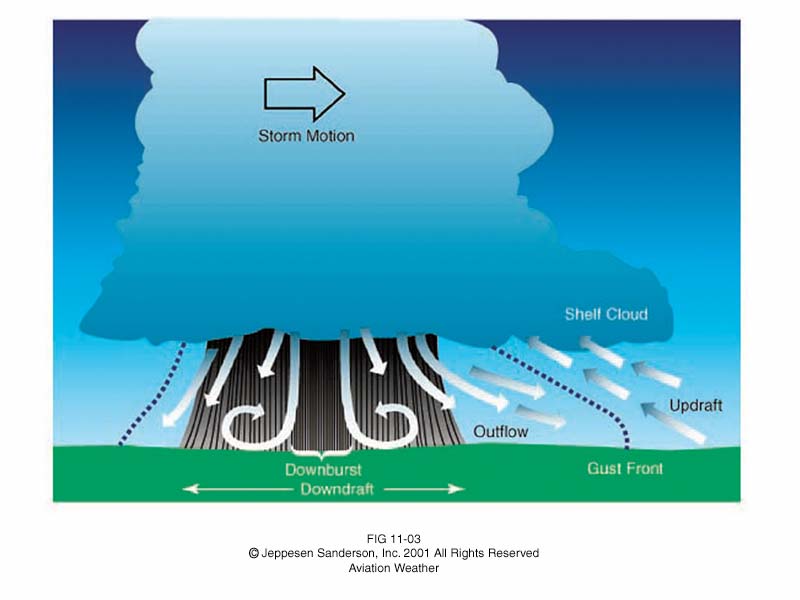 Storm Motion
Shelf Cloud
Updraft
Outflow
Gust Front
Downburst
Downdraft
FIG 11-03
© Jeppesen Sanderson, Inc. 2001 All Rights Reserved
Aviation Weather